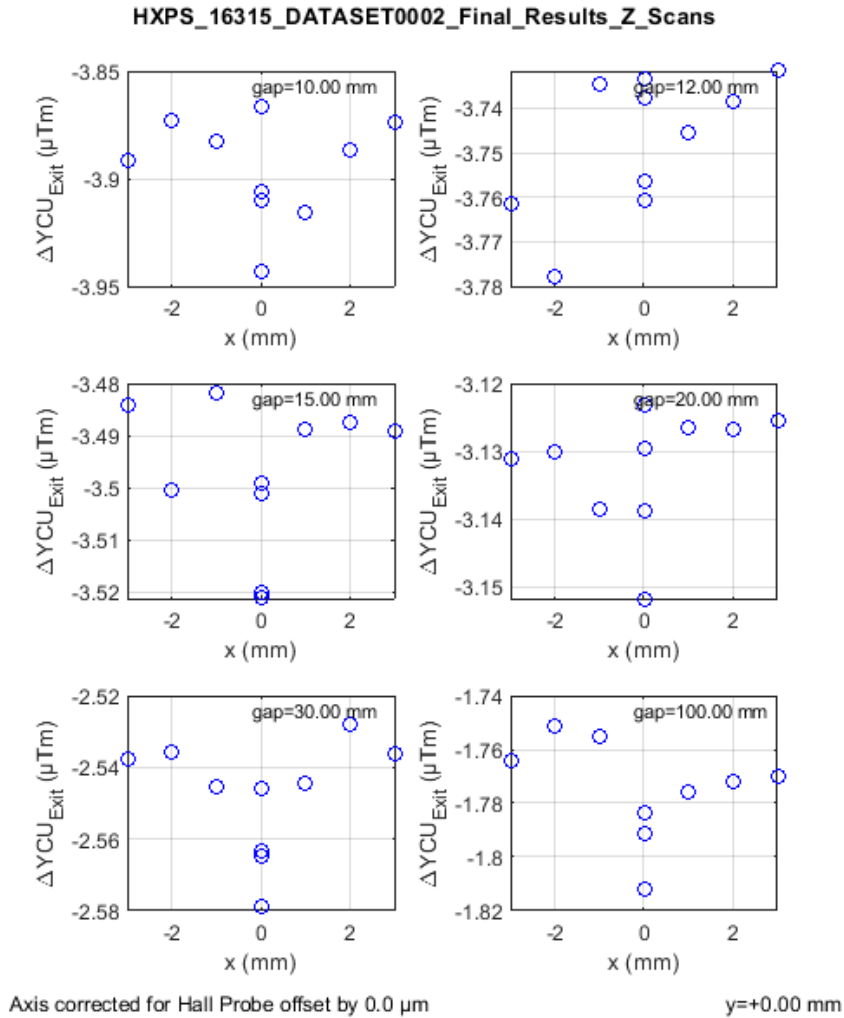 HXPS_16315_DATASET0002_Final_Results_Z_Scans
gap=10.00 mm
-3.85
-3.9
-3.95
ΔYCU_Exit (µTm)
-2 0 2
x (mm)
gap=12.00 mm
-3.74
-3.75
-3.76
-3.77
-3.78
ΔYCU_Exit (µTm)
-2 0 2
x (mm)
gap=15.00 mm
-3.48
-3.49
-3.5
-3.51
-3.52
ΔYCU_Exit (µTm)
-2 0 2
x (mm)
gap=20.00 mm
-3.12
-3.13
-3.14
-3.15
ΔYCU_Exit (µTm)
-2 0 2
x (mm)
gap=30.00 mm
-2.52
-2.54
-2.56
-2.58
ΔYCU_Exit (µTm)
-2 0 2
x (mm)
gap=100.00 mm
-1.74
-1.76
-1.78
-1.8
-1.82
ΔYCU_Exit (µTm)
-2 0 2
x (mm)
Axis corrected for Hall Probe offset by 0.0 µm
y=+0.00 mm